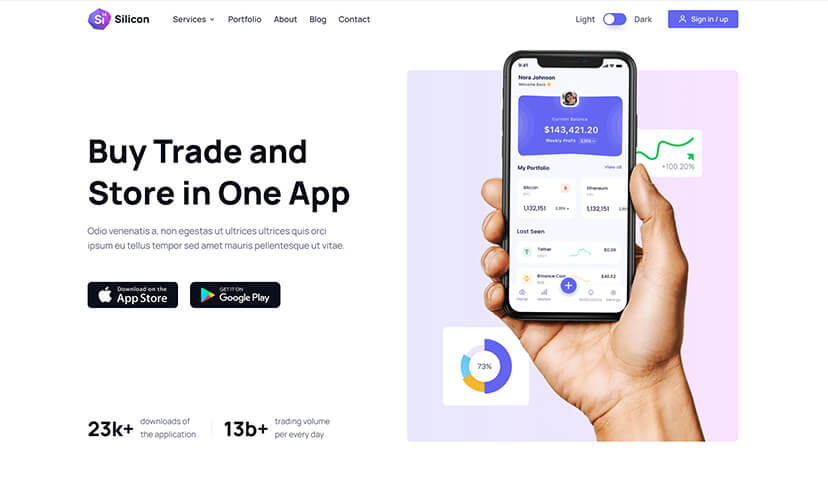 Si
Silicon
Services
Portfolio
About
Blog
Contact
Light
Dark
Sign in / up
Buy Trade and
Store in One App
Odio venenatis a, non egestas ut ultrices ultrices quis orci
ipsum eu tellus tempor sed amet mauris pellentesque ut vitae.
Download on the
App Store
GET IT ON
Google Play
23k+
downloads of
the application
13b+
trading volume
per every day
9:41
Nora Johnson
Welcome Back
Current Balance
$143,421.20
Weekly Profit
My Portfolio
View all
Bitcoin
Ethereum
1,132,151
1,132,151
Last Seen
Tether
Binance Coin
Home
Market
Notifications
Settings
+100.20%
73%